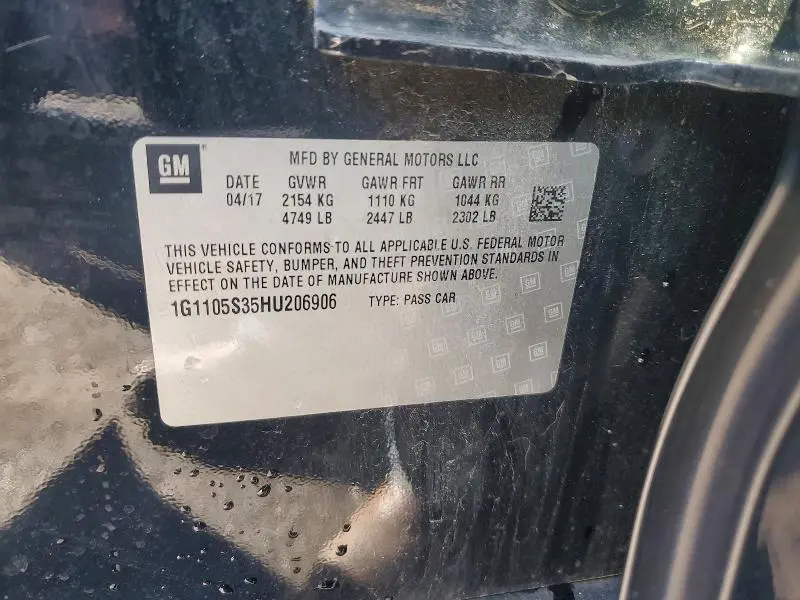 GM
MFD BY GENERAL MOTORS LLC
DATE GVWR GAWR FRT GAWR RR
04/17 2154 KG 1110 KG 1044 KG
4749 LB 2447 LB 2302 LB
THIS VEHICLE CONFORMS TO ALL APPLICABLE U.S. FEDERAL MOTOR
VEHICLE SAFETY, BUMPER, AND THEFT PREVENTION STANDARDS IN
EFFECT ON THE DATE OF MANUFACTURE SHOWN ABOVE.
1G1105S35HU206906 TYPE: PASS CAR